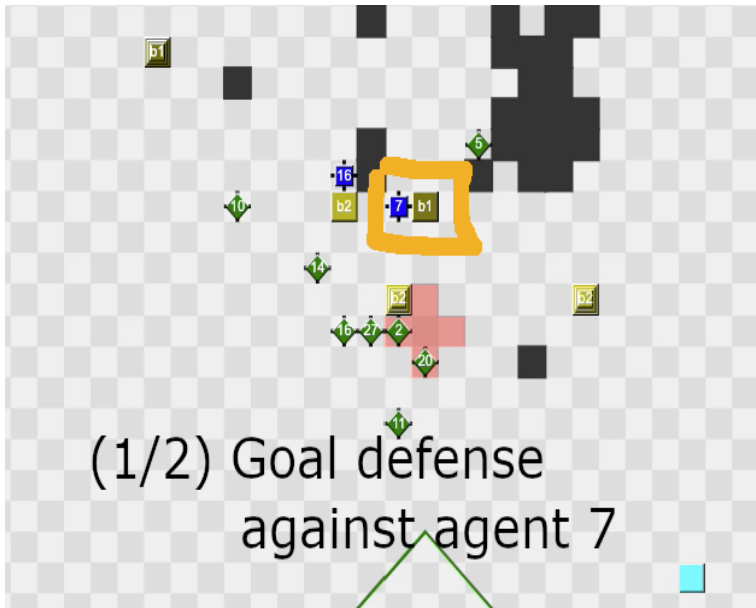 b1
5
16
10
b2
7
b1
14
b2
b2
16
27
2
20
11
(1/2) Goal defense
against agent 7